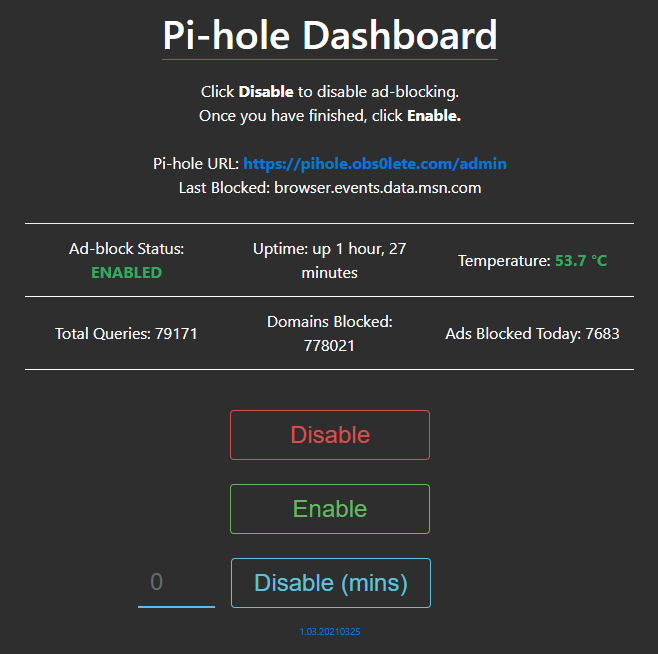 Pi-hole Dashboard
Click Disable to disable ad-blocking.
Once you have finished, click Enable.
Pi-hole URL: https://pihole.obs0lete.com/admin
Last Blocked: browser.events.data.msn.com
Ad-block Status:
ENABLED
Uptime: up 1 hour, 27
minutes
Temperature: 53.7 °C
Total Queries: 79171
Domains Blocked:
778021
Ads Blocked Today: 7683
Disable
Enable
0
Disable (mins)
1.03.20210325